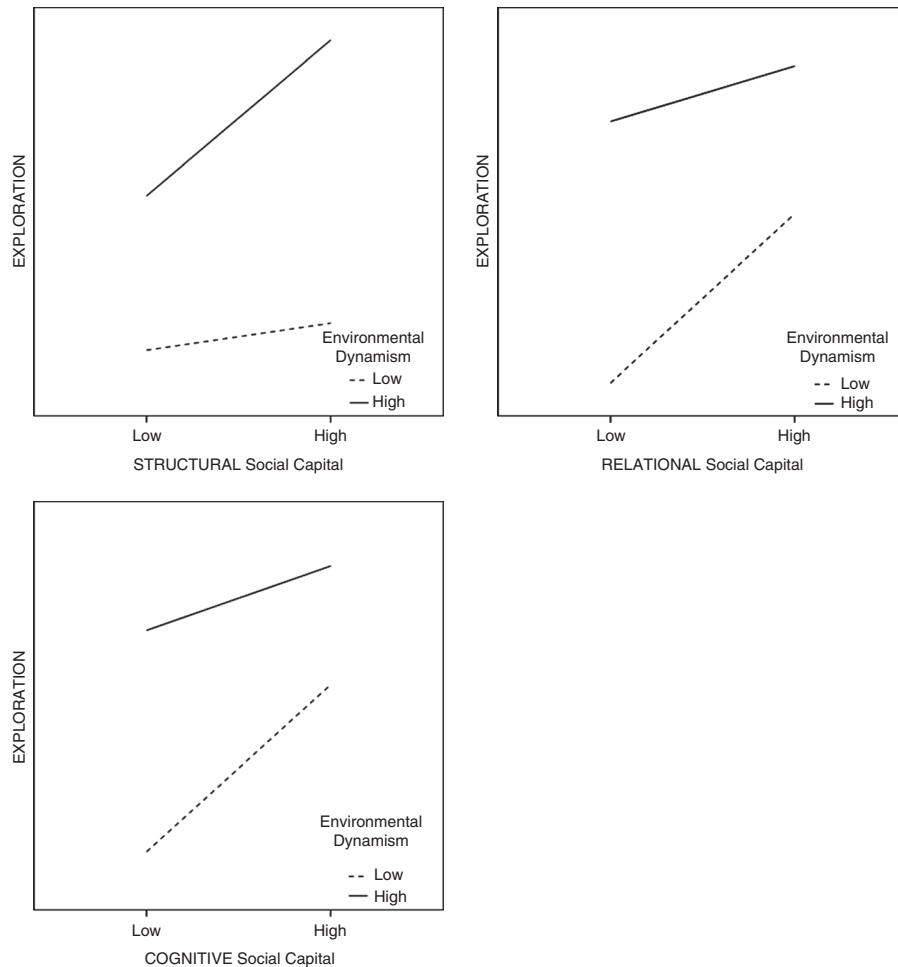 EXPLORATION
Environmental
Dynamism
Low
High
Low
High
STRUCTURAL Social Capital
EXPLORATION
Environmental
Dynamism
Low
High
Low
High
RELATIONAL Social Capital
EXPLORATION
Environmental
Dynamism
Low
High
Low
High
COGNITIVE Social Capital